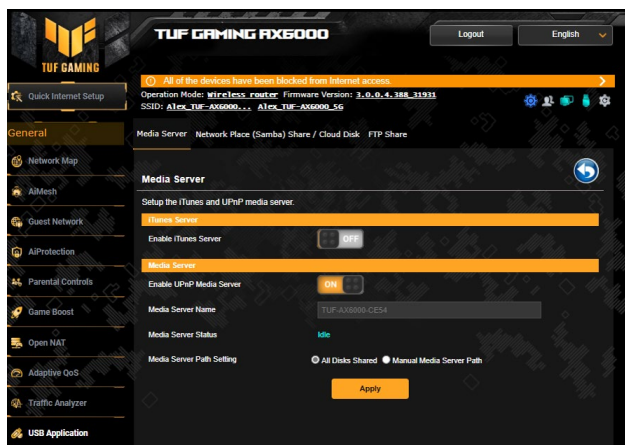 TUF GAMING AX6000
Logout
English
TUF GAMING
All of the devices have been blocked from Internet access.
Quick Internet Setup
Operation Mode: Wireless router Firmware Version: 3.0.0.4.388_31931
SSID: Alex_TUF-AX6000... Alex_TUF-AX6000_5G
General
Media Server Network Place (Samba) Share / Cloud Disk FTP Share
Network Map
Media Server
AiMesh
Setup the iTunes and UPnP media server.
iTunes Server
Guest Network
Enable iTunes Server OFF
AiProtection
Media Server
Parental Controls
Enable UPnP Media Server ON
Game Boost
Media Server Name TUF-AX6000-CE54
Media Server Status Idle
Open NAT
Media Server Path Setting All Disks Shared Manual Media Server Path
Adaptive QoS
Apply
Traffic Analyzer
USB Application